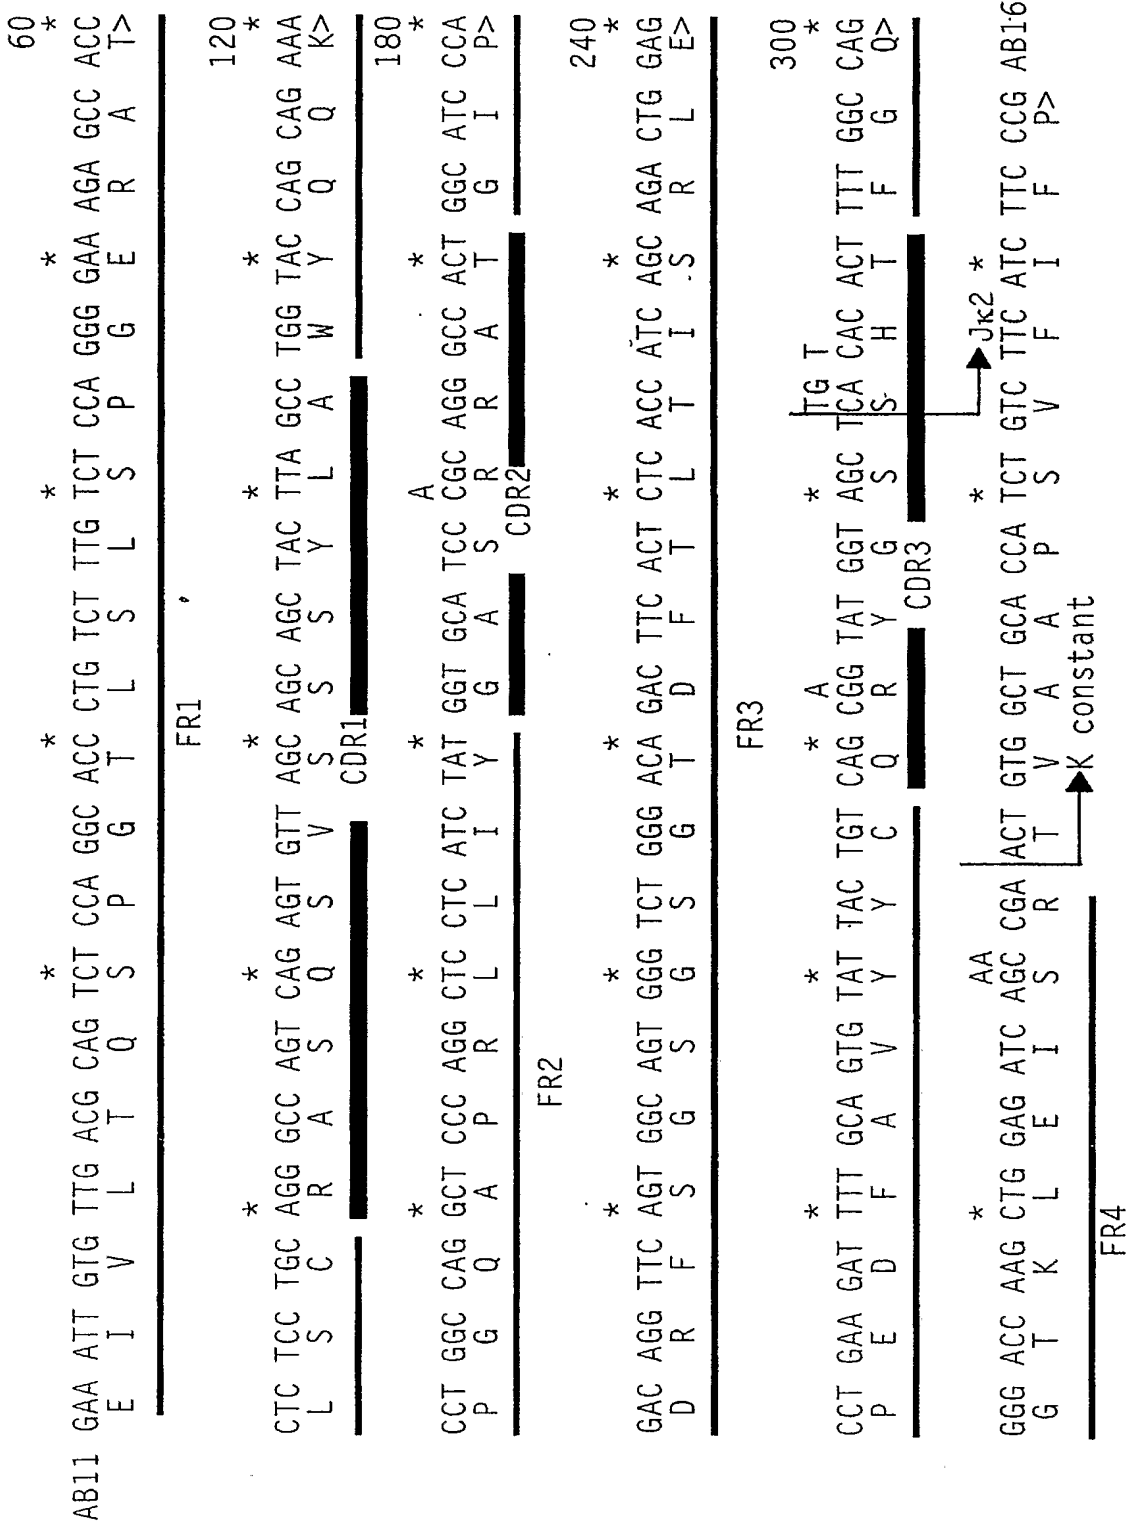 60
* * * * * *
AB11 GAA ATT GTG TTG ACG CAG TCT CCA GGC ACC CTG TCT TTG TCT CCA GGG GAA AGA GCC ACC
E I V L T Q S P G T L S L S P G E R A T>
FR1
120
* * * * * *
CTC TCC TGC AGG GCC AGT CAG AGT GTT AGC AGC AGC TAC TTA GCC TGG TAC CAG CAG AAA
L S C R A S Q S V S S S Y L A W Y Q Q K>
CDR1
180
* * * * A * *
CCT GGC CAG GCT CCC AGG CTC CTC ATC TAT GGT GCA TCC CGC AGG GCC ACT GGC ATC CCA
P G Q A P R L L I Y G A S R R A T G I P>
FR2 CDR2
240
* * * * * *
GAC AGG TTC AGT GGC AGT GGG TCT GGG ACA GAC TTC ACT CTC ACC ATC AGC AGA CTG GAG
D R F S G S G S G T D F T L T I S R L E>
FR3
300
* * * A * TG T *
CCT GAA GAT TTT GCA GTG TAT TAC TGT CAG CGG TAT GGT AGC TCA CAC ACT TTT GGC CAG
P E D F A V Y Y C Q R Y G S S H T F G Q>
CDR3
Jκ2
* AA * *
GGG ACC AAG CTG GAG ATC AGC CGA ACT GTG GCT GCA CCA TCT GTC TTC ATC TTC CCG AB16
G T K L E I S R T V A A P S V F I F P>
FR4 K constant